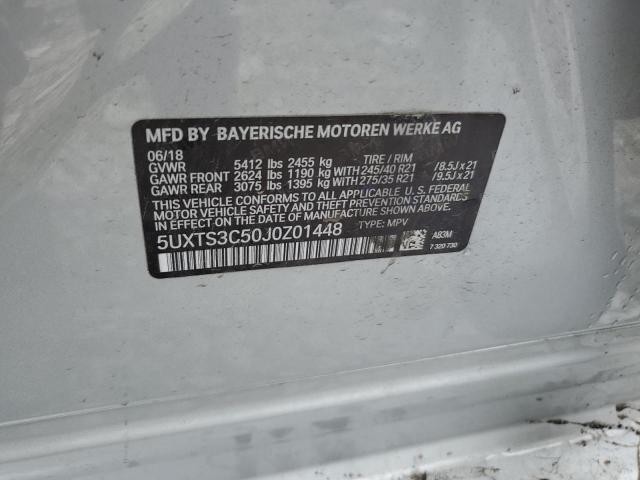 MFD BY BAYERISCHE MOTOREN WERKE AG
06/18
GVWR 5412 lbs 2455 kg TIRE / RIM
GAWR FRONT 2624 lbs 1190 kg WITH 245/40 R21 /8.5J x 21
GAWR REAR 3075 lbs 1395 kg WITH 275/35 R21 /9.5J x 21
THIS VEHICLE CONFORMS TO ALL APPLICABLE U.S. FEDERAL
MOTOR VEHICLE SAFETY, BUMPER, AND THEFT PREVENTION
STANDARDS IN EFFECT ON THE DATE OF MANUFACTURE SHOWN ABOVE.
5UXTS3C50J0Z01448 TYPE: MPV
A83M
7 320 730